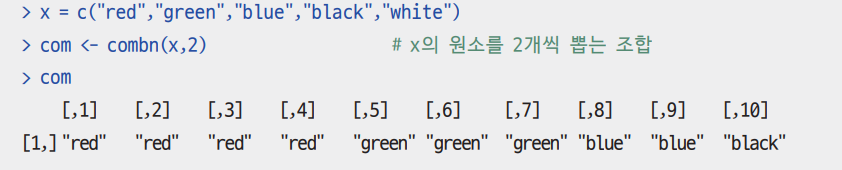 > x = c("red","green","blue","black","white")
> com <- combn(x,2) # x의 원소를 2개씩 뽑는 조합
> com
[,1] [,2] [,3] [,4] [,5] [,6] [,7] [,8] [,9] [,10]
[1,] "red" "red" "red" "red" "green" "green" "green" "blue" "blue" "black"